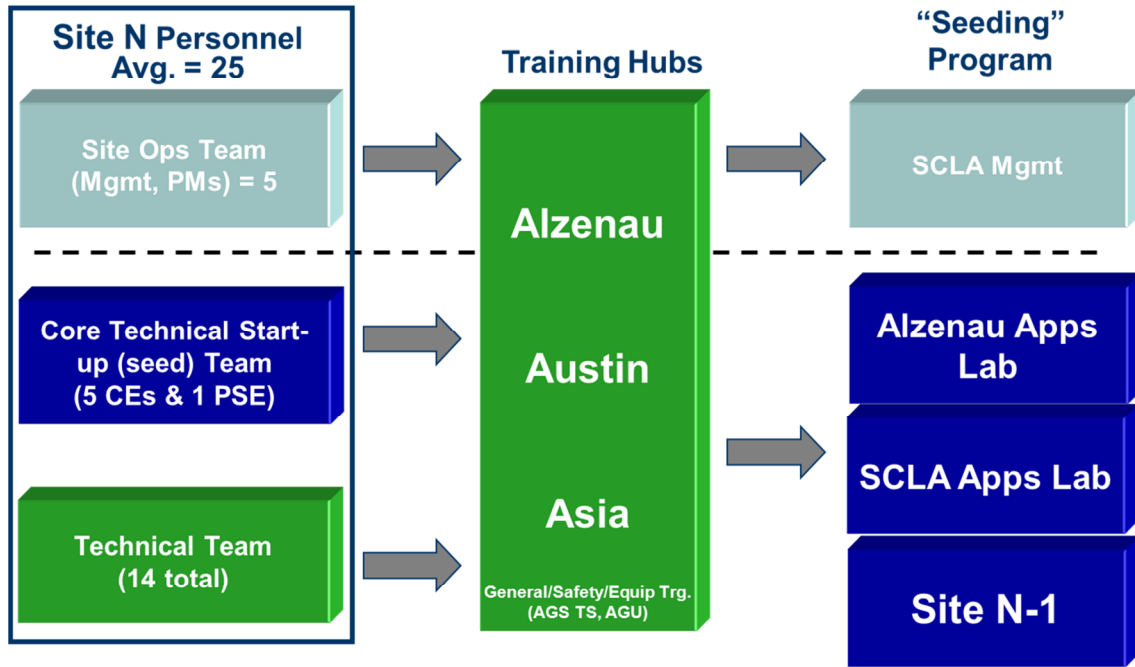 Site N Personnel
Avg. = 25
Site Ops Team
(Mgmt, PMs) = 5
Core Technical Start-
up (seed) Team
(5 CEs & 1 PSE)
Technical Team
(14 total)
Training Hubs
Alzenau
Austin
Asia
General/Safety/Equip Trg.
(AGS TS, AGU)
“Seeding”
Program
SCLA Mgmt
Alzenau Apps
Lab
SCLA Apps Lab
Site N-1